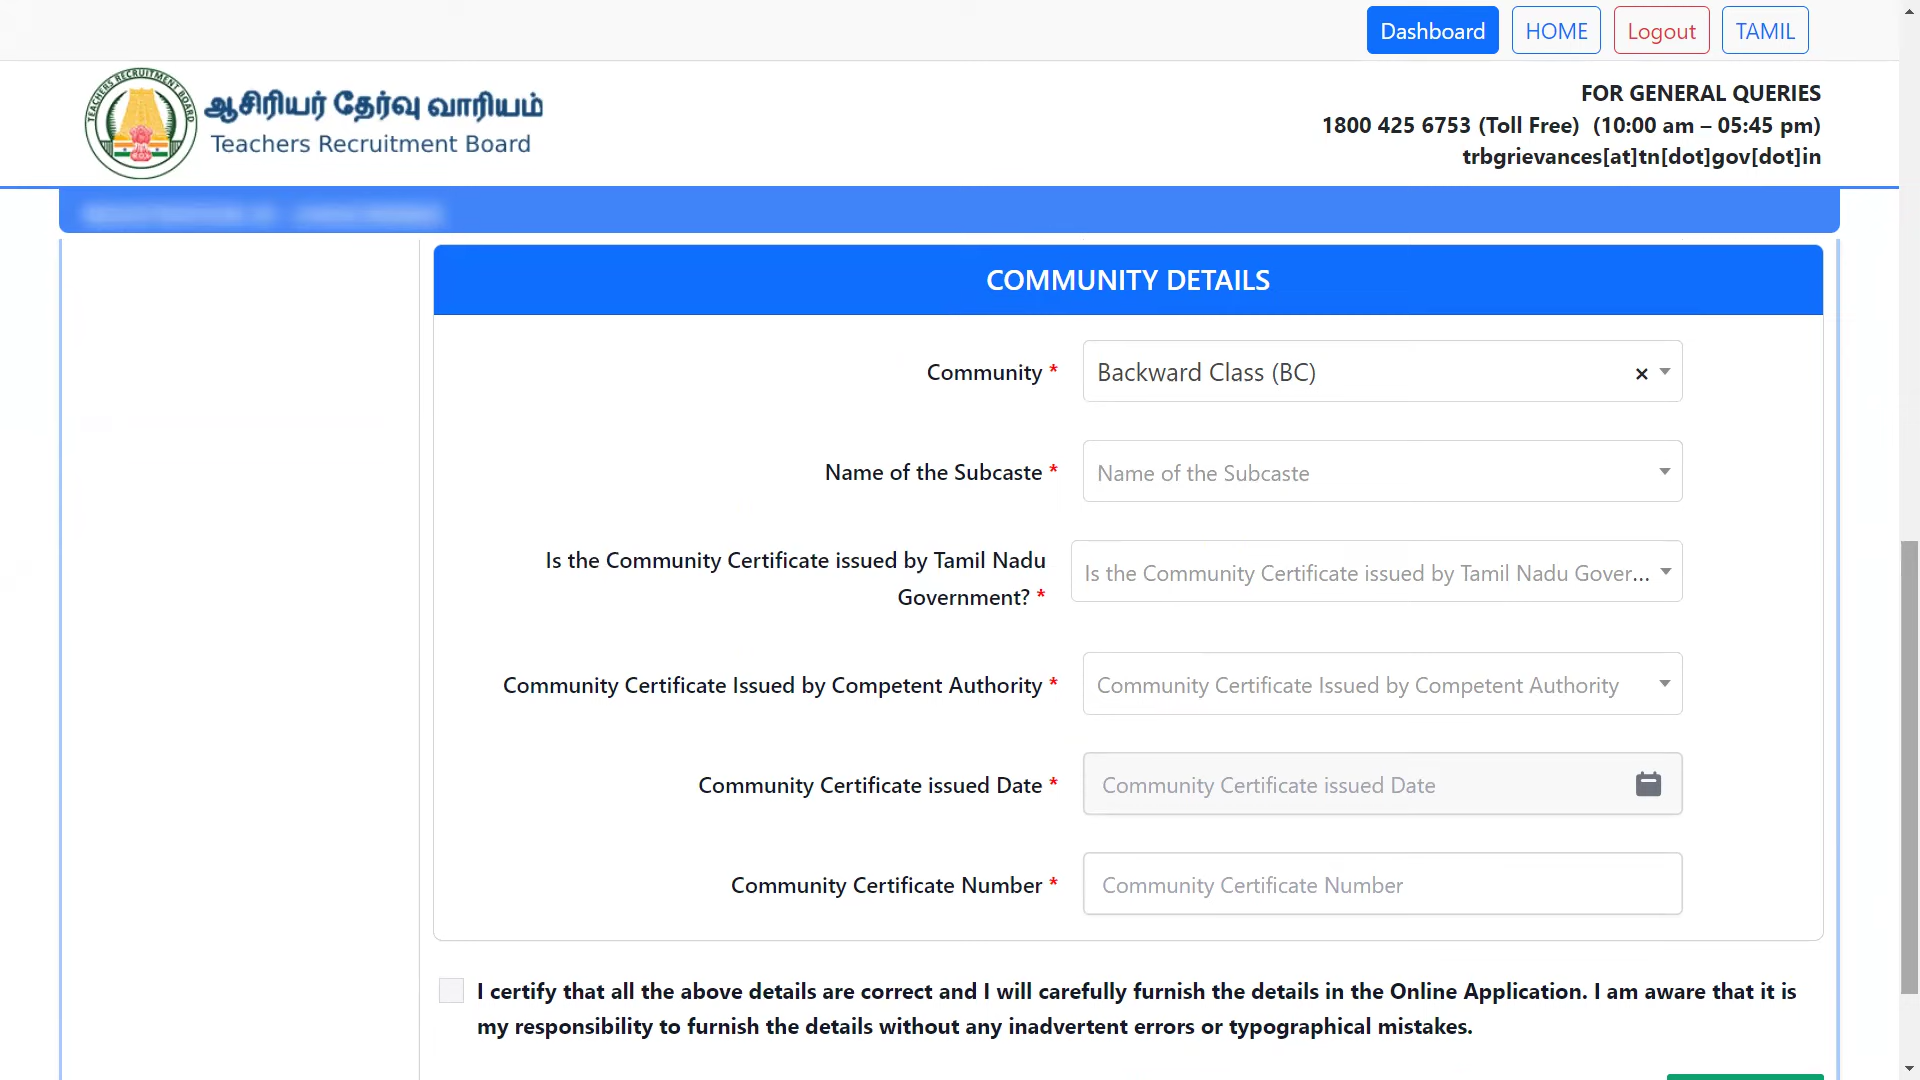 Dashboard HOME Logout TAMIL
TEACHERS RECRUITMENT BOARD
ஆசிரியர் தேர்வு வாரியம்
Teachers Recruitment Board
FOR GENERAL QUERIES
1800 425 6753 (Toll Free) (10:00 am – 05:45 pm)
trbgrievances[at]tn[dot]gov[dot]in
COMMUNITY DETAILS
Community * Backward Class (BC) ×
Name of the Subcaste * Name of the Subcaste
Is the Community Certificate issued by Tamil Nadu
Government? * Is the Community Certificate issued by Tamil Nadu Gover...
Community Certificate Issued by Competent Authority * Community Certificate Issued by Competent Authority
Community Certificate issued Date * Community Certificate issued Date
Community Certificate Number * Community Certificate Number
I certify that all the above details are correct and I will carefully furnish the details in the Online Application. I am aware that it is
my responsibility to furnish the details without any inadvertent errors or typographical mistakes.